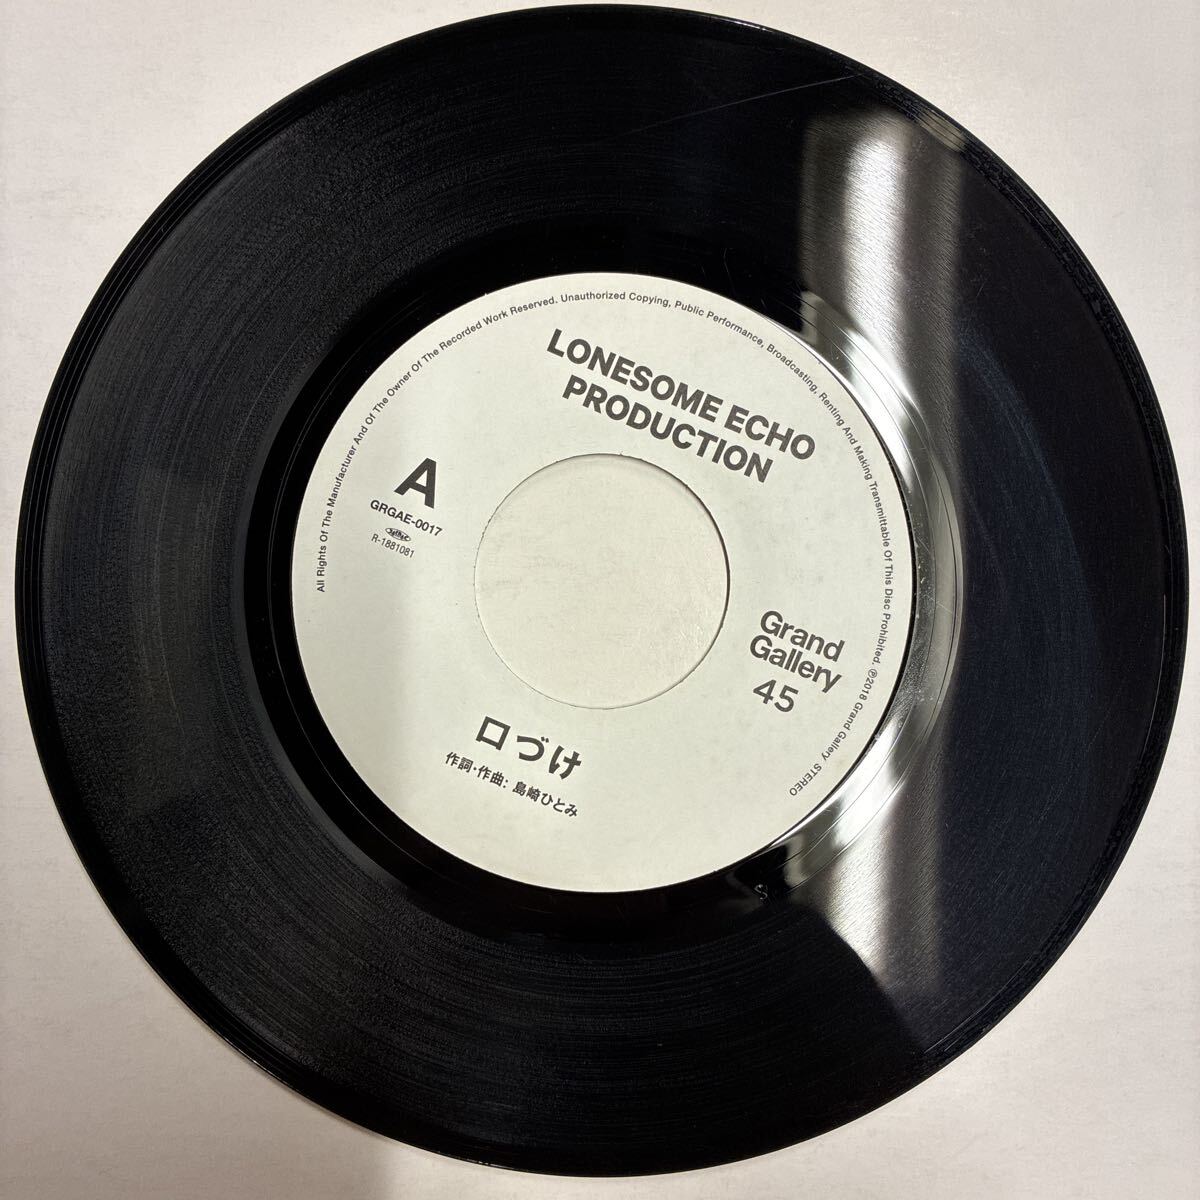 All Rights Of The Manufacturer And Of The Owner Of The Recorded Work Reserved. Unauthorized Copying, Public Performance, Broadcasting, Renting And Making Transmittable Of This Disc Prohibited. ℗2018 Grand Gallery STEREO
LONESOME ECHO
PRODUCTION
A
GRGAE-0017
R-1881081
Grand
Gallery
45
口づけ
作詞・作曲: 島崎ひとみ